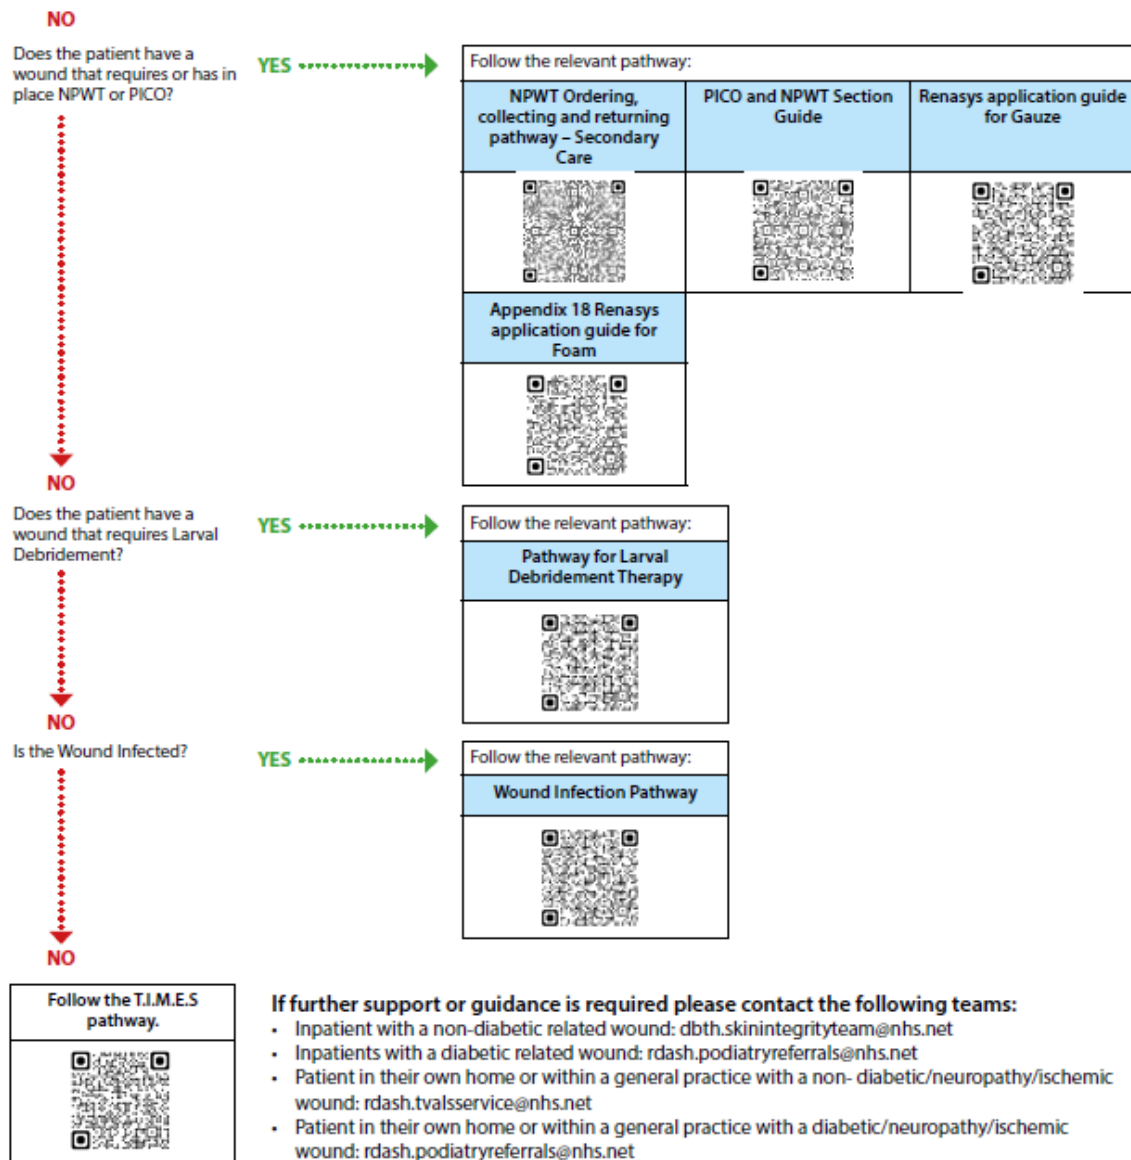 NO
Does the patient have a
wound that requires or has in
place NPWT or PICO?
YES
Follow the relevant pathway:
NPWT Ordering,
collecting and returning
pathway – Secondary
Care
PICO and NPWT Section
Guide
Renasys application guide
for Gauze
Appendix 18 Renasys
application guide for
Foam
NO
Does the patient have a
wound that requires Larval
Debridement?
YES
Follow the relevant pathway:
Pathway for Larval
Debridement Therapy
NO
Is the Wound Infected?
YES
Follow the relevant pathway:
Wound Infection Pathway
NO
Follow the T.I.M.E.S
pathway.
If further support or guidance is required please contact the following teams:
• Inpatient with a non-diabetic related wound: dbth.skinintegrityteam@nhs.net
• Inpatients with a diabetic related wound: rdash.podiatryreferrals@nhs.net
• Patient in their own home or within a general practice with a non- diabetic/neuropathy/ischemic
wound: rdash.tvalsservice@nhs.net
• Patient in their own home or within a general practice with a diabetic/neuropathy/ischemic
wound: rdash.podiatryreferrals@nhs.net